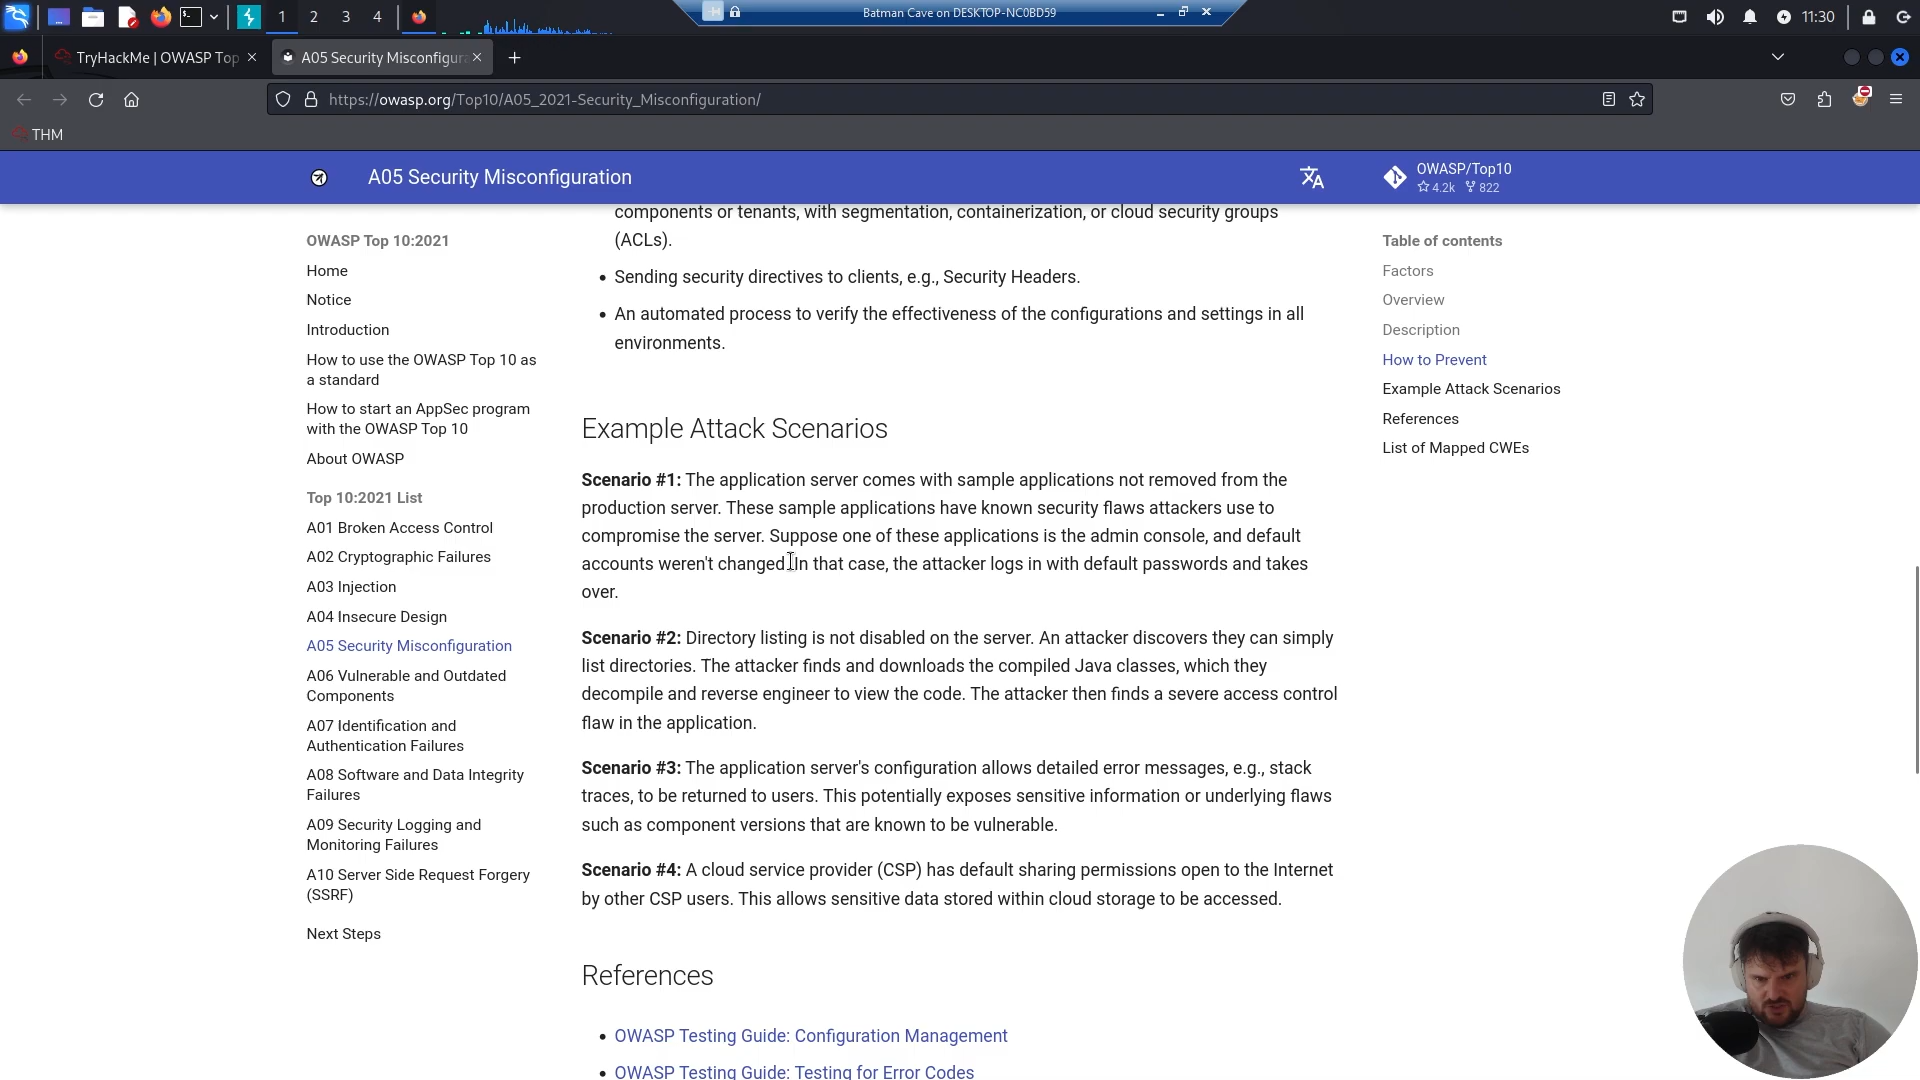 1 2 3 4
Batman Cave on DESKTOP-NC0BD59
11:30
TryHackMe | OWASP Top
A05 Security Misconfigura
https://owasp.org/Top10/A05_2021-Security_Misconfiguration/
THM
A05 Security Misconfiguration
OWASP/Top10
4.2k 822
OWASP Top 10:2021
Home
Notice
Introduction
How to use the OWASP Top 10 as
a standard
How to start an AppSec program
with the OWASP Top 10
About OWASP
Top 10:2021 List
A01 Broken Access Control
A02 Cryptographic Failures
A03 Injection
A04 Insecure Design
A05 Security Misconfiguration
A06 Vulnerable and Outdated
Components
A07 Identification and
Authentication Failures
A08 Software and Data Integrity
Failures
A09 Security Logging and
Monitoring Failures
A10 Server Side Request Forgery
(SSRF)
Next Steps
components or tenants, with segmentation, containerization, or cloud security groups
(ACLs).
• Sending security directives to clients, e.g., Security Headers.
• An automated process to verify the effectiveness of the configurations and settings in all
environments.
Example Attack Scenarios
Scenario #1: The application server comes with sample applications not removed from the
production server. These sample applications have known security flaws attackers use to
compromise the server. Suppose one of these applications is the admin console, and default
accounts weren't changed. In that case, the attacker logs in with default passwords and takes
over.
Scenario #2: Directory listing is not disabled on the server. An attacker discovers they can simply
list directories. The attacker finds and downloads the compiled Java classes, which they
decompile and reverse engineer to view the code. The attacker then finds a severe access control
flaw in the application.
Scenario #3: The application server's configuration allows detailed error messages, e.g., stack
traces, to be returned to users. This potentially exposes sensitive information or underlying flaws
such as component versions that are known to be vulnerable.
Scenario #4: A cloud service provider (CSP) has default sharing permissions open to the Internet
by other CSP users. This allows sensitive data stored within cloud storage to be accessed.
References
• OWASP Testing Guide: Configuration Management
• OWASP Testing Guide: Testing for Error Codes
Table of contents
Factors
Overview
Description
How to Prevent
Example Attack Scenarios
References
List of Mapped CWEs